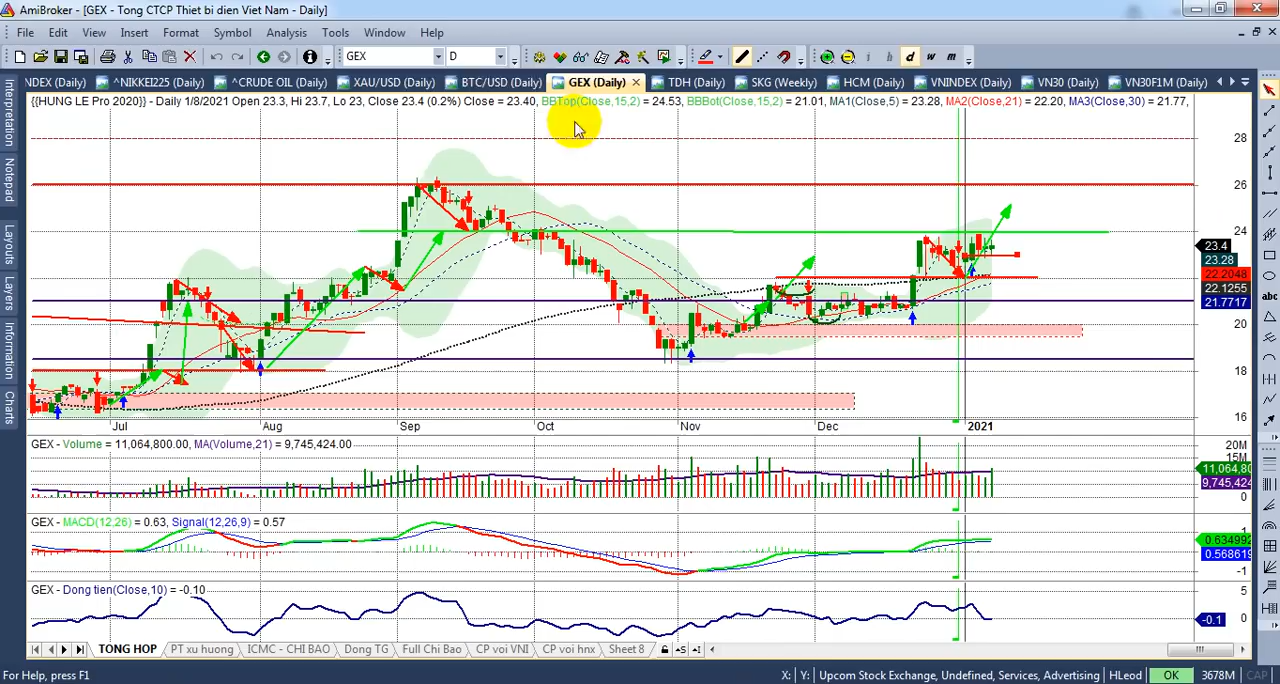 AmiBroker - [GEX - Tong CTCP Thiet bi dien Viet Nam - Daily]
File Edit View Insert Format Symbol Analysis Tools Window Help
GEX D i h d w m
NDEX (Daily) ^NIKKEI225 (Daily) ^CRUDE OIL (Daily) XAU/USD (Daily) BTC/USD (Daily) GEX (Daily) TDH (Daily) SKG (Weekly) HCM (Daily) VNINDEX (Daily) VN30 (Daily) VN30F1M (Daily)
{{HUNG LE Pro 2020}} - Daily 1/8/2021 Open 23.3, Hi 23.7, Lo 23, Close 23.4 (0.2%) Close = 23.40, BBTop(Close,15,2) = 24.53, BBBot(Close,15,2) = 21.01, MA1(Close,5) = 23.28, MA2(Close,21) = 22.20, MA3(Close,30) = 21.77,
Interpretation
Notepad
Layouts
Layers
Information
Charts
abc
28
26
24
23.4
23.28
22.2048
22.1255
21.7717
20
18
16
Jul Aug Sep Oct Nov Dec 2021
GEX - Volume = 11,064,800.00, MA(Volume,21) = 9,745,424.00
20M
15M
11,064,80
9,745,424
0
GEX - MACD(12,26) = 0.63, Signal(12,26,9) = 0.57
1
0.634992
0.568619
-1
GEX - Dong tien(Close,10) = -0.10
5
0
-0.1
TONG HOP PT xu huong ICMC - CHI BAO Dong TG Full Chi Bao CP voi VNI CP voi hnx Sheet 8
For Help, press F1 X: Y: Upcom Stock Exchange, Undefined, Services, Advertising HLeod OK 3678M CAP